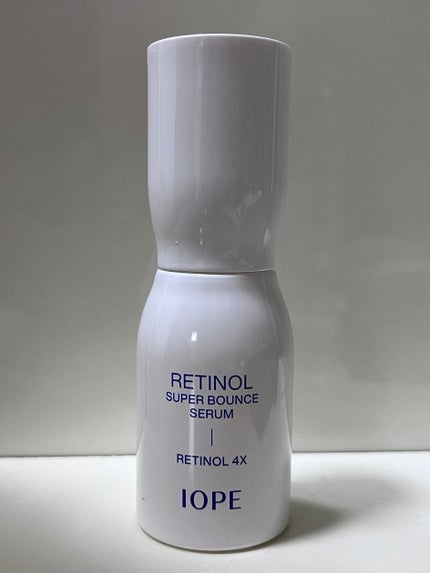 RETINOL
SUPER BOUNCE
SERUM
RETINOL 4X
IOPE